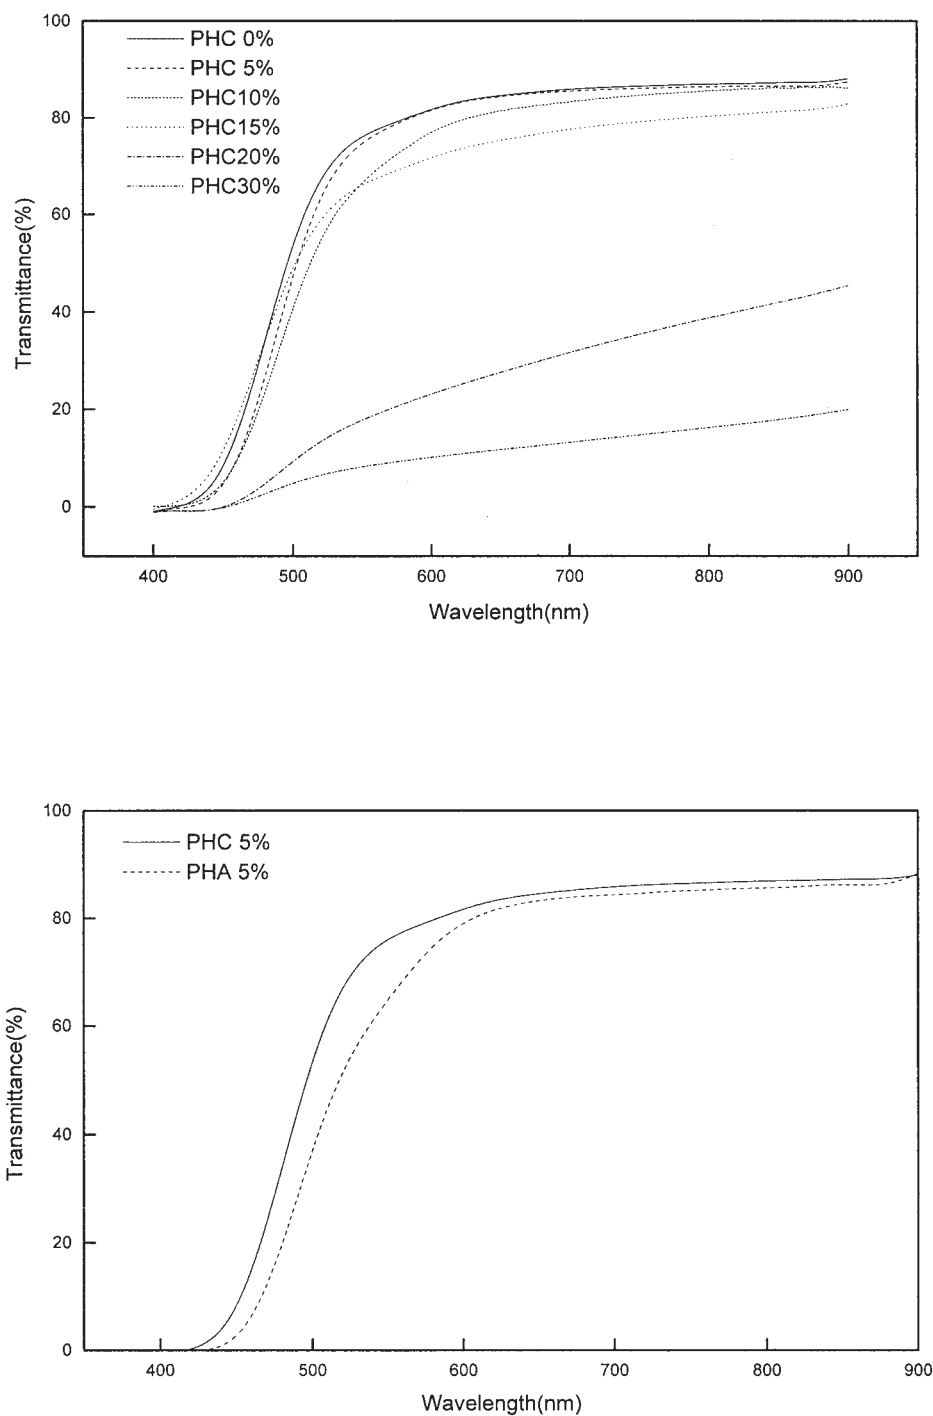 100
80
60
40
20
0
Transmittance(%)
PHC 0%
PHC 5%
PHC10%
PHC15%
PHC20%
PHC30%
400 500 600 700 800 900
Wavelength(nm)
100
80
60
40
20
0
Transmittance(%)
PHC 5%
PHA 5%
400 500 600 700 800 900
Wavelength(nm)